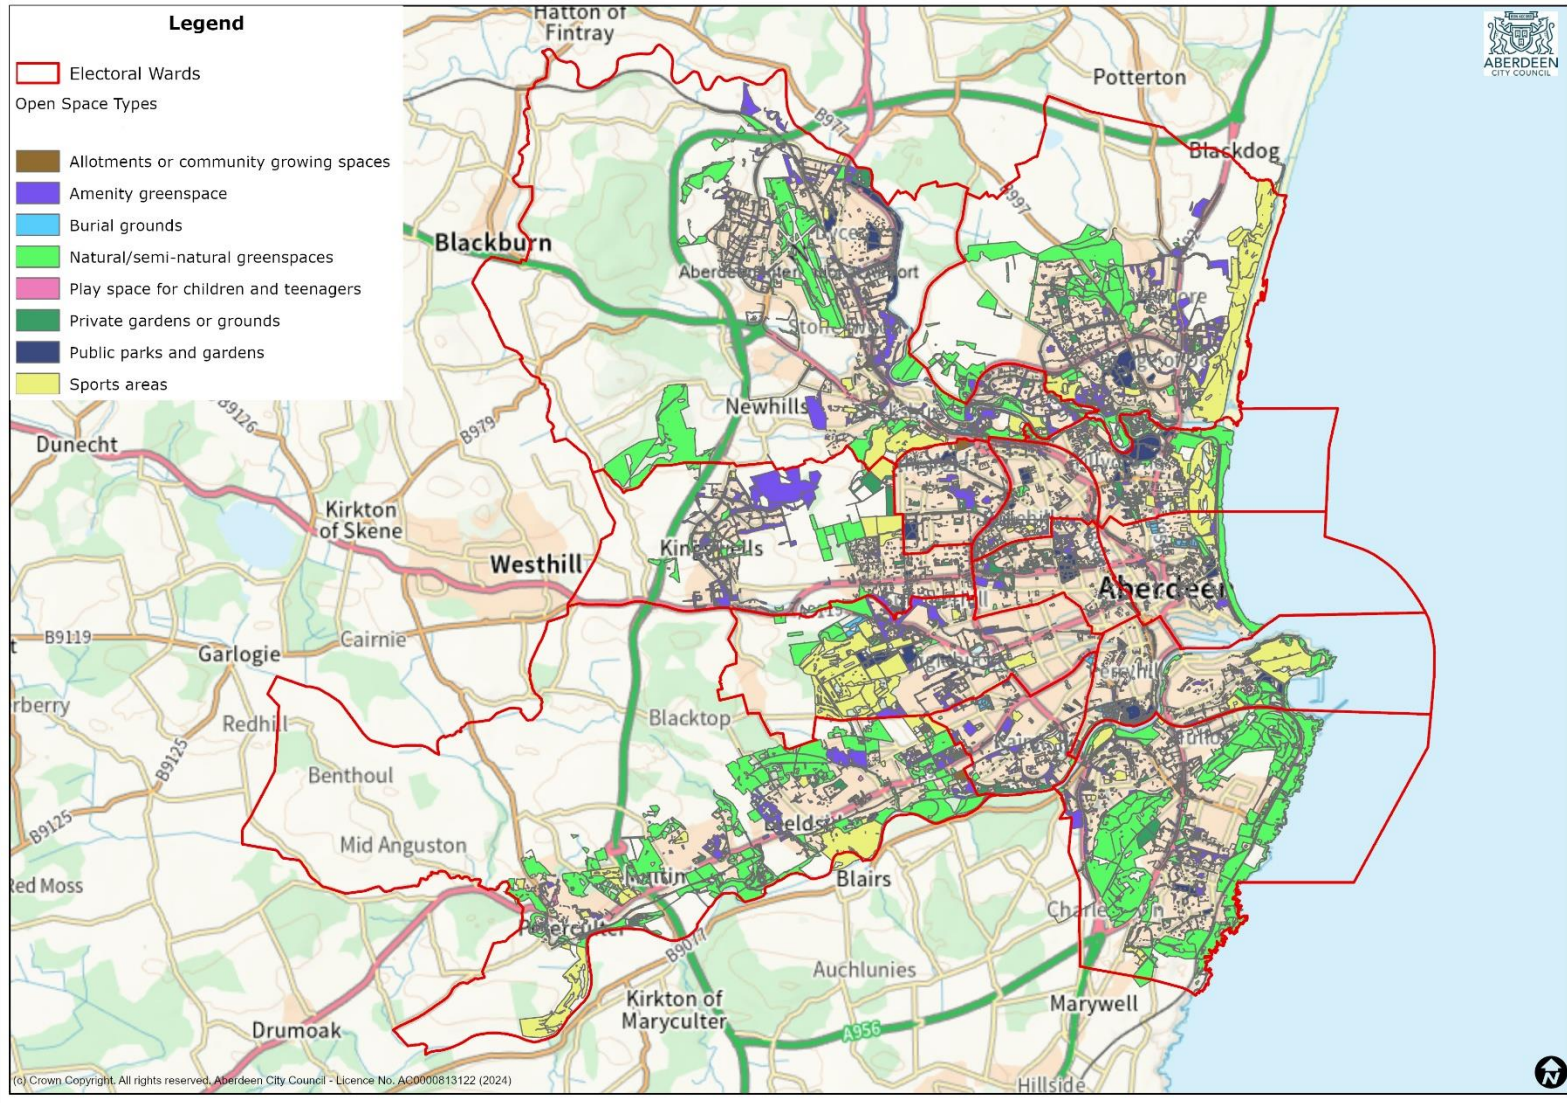 Legend
Electoral Wards
Open Space Types
Allotments or community growing spaces
Amenity greenspace
Burial grounds
Natural/semi-natural greenspaces
Play space for children and teenagers
Private gardens or grounds
Public parks and gardens
Sports areas
ABERDEEN
CITY COUNCIL
Hatton of
Fintray
Potterton
B977
Blackdog
B997
Blackburn
Newhills
B9126
B979
Dunecht
Kirkton
of Skene
Westhill
Kingswells
Aberdeen
B9119
Cairnie
Garlogie
Redhill
Blacktop
B9125
Benthoul
B9125
Mid Anguston
Red Moss
Blairs
B9077
Auchlunies
Kirkton of
Maryculter
Marywell
Drumoak
A956
Hillside
(c) Crown Copyright. All rights reserved. Aberdeen City Council - Licence No. AC0000813122 (2024)
N